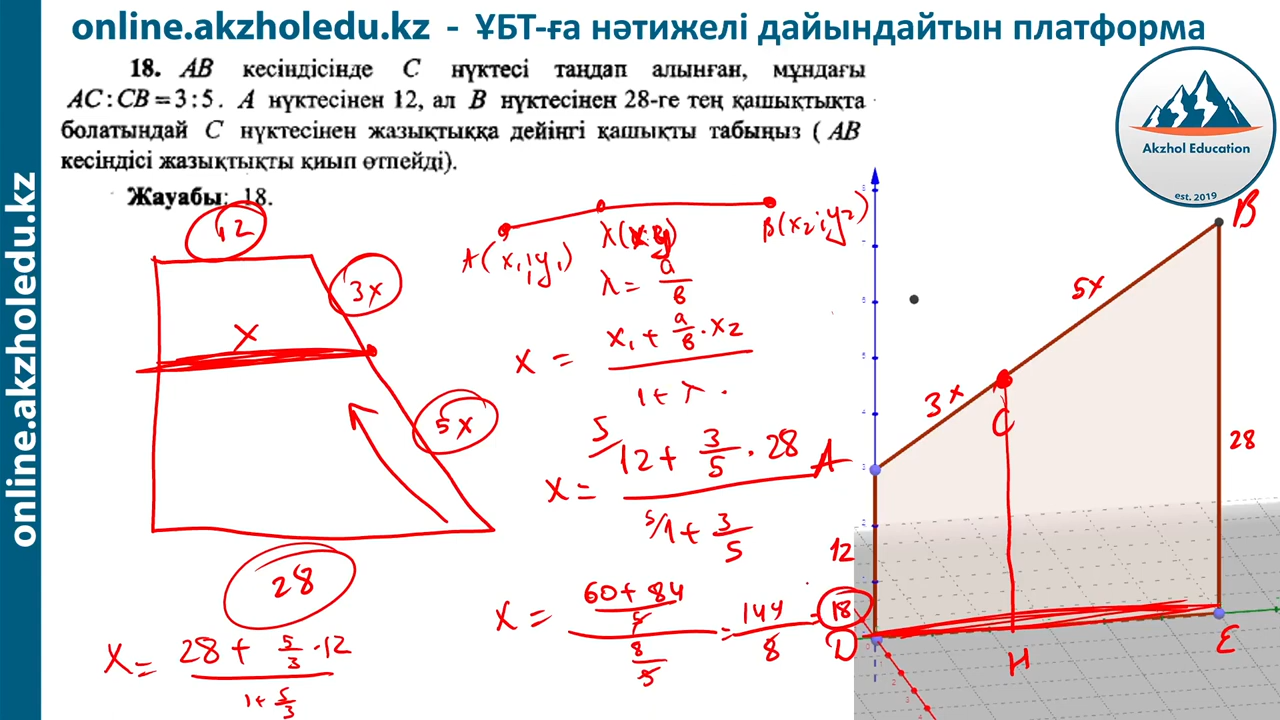 online.akzholedu.kz - ҰБТ-ға нәтижелі дайындайтын платформа
online.akzholedu.kz
18. AB кесіндісінде C нүктесі таңдап алынған, мұндағы
AC:CB=3:5. A нүктесінен 12, ал B нүктесінен 28-ге тең қашықтықта
болатындай C нүктесінен жазықтыққа дейінгі қашықты табыңыз ( AB
кесіндісі жазықтықты қиып өтпейді).
Жауабы: 18.
Akzhol Education
est. 2019
12
3x
x
5x
28
x = (28 + 5/3 · 12) / (1 + 5/3)
A(x₁; y₁)
B(x₂; y₂)
λ = a/b
x = (x₁ + a/b · x₂) / (1 + λ)
x = (12 + 3/5 · 28) / (1 + 3/5)
x = ((60 + 84)/5) / (8/5) = 144/8 = 18
B
5x
3x
C
A
28
12
D
H
E